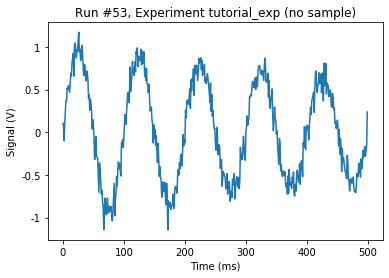 Run #53, Experiment tutorial_exp (no sample)
1
0.5
0
-0.5
-1
Signal (V)
0 100 200 300 400 500
Time (ms)